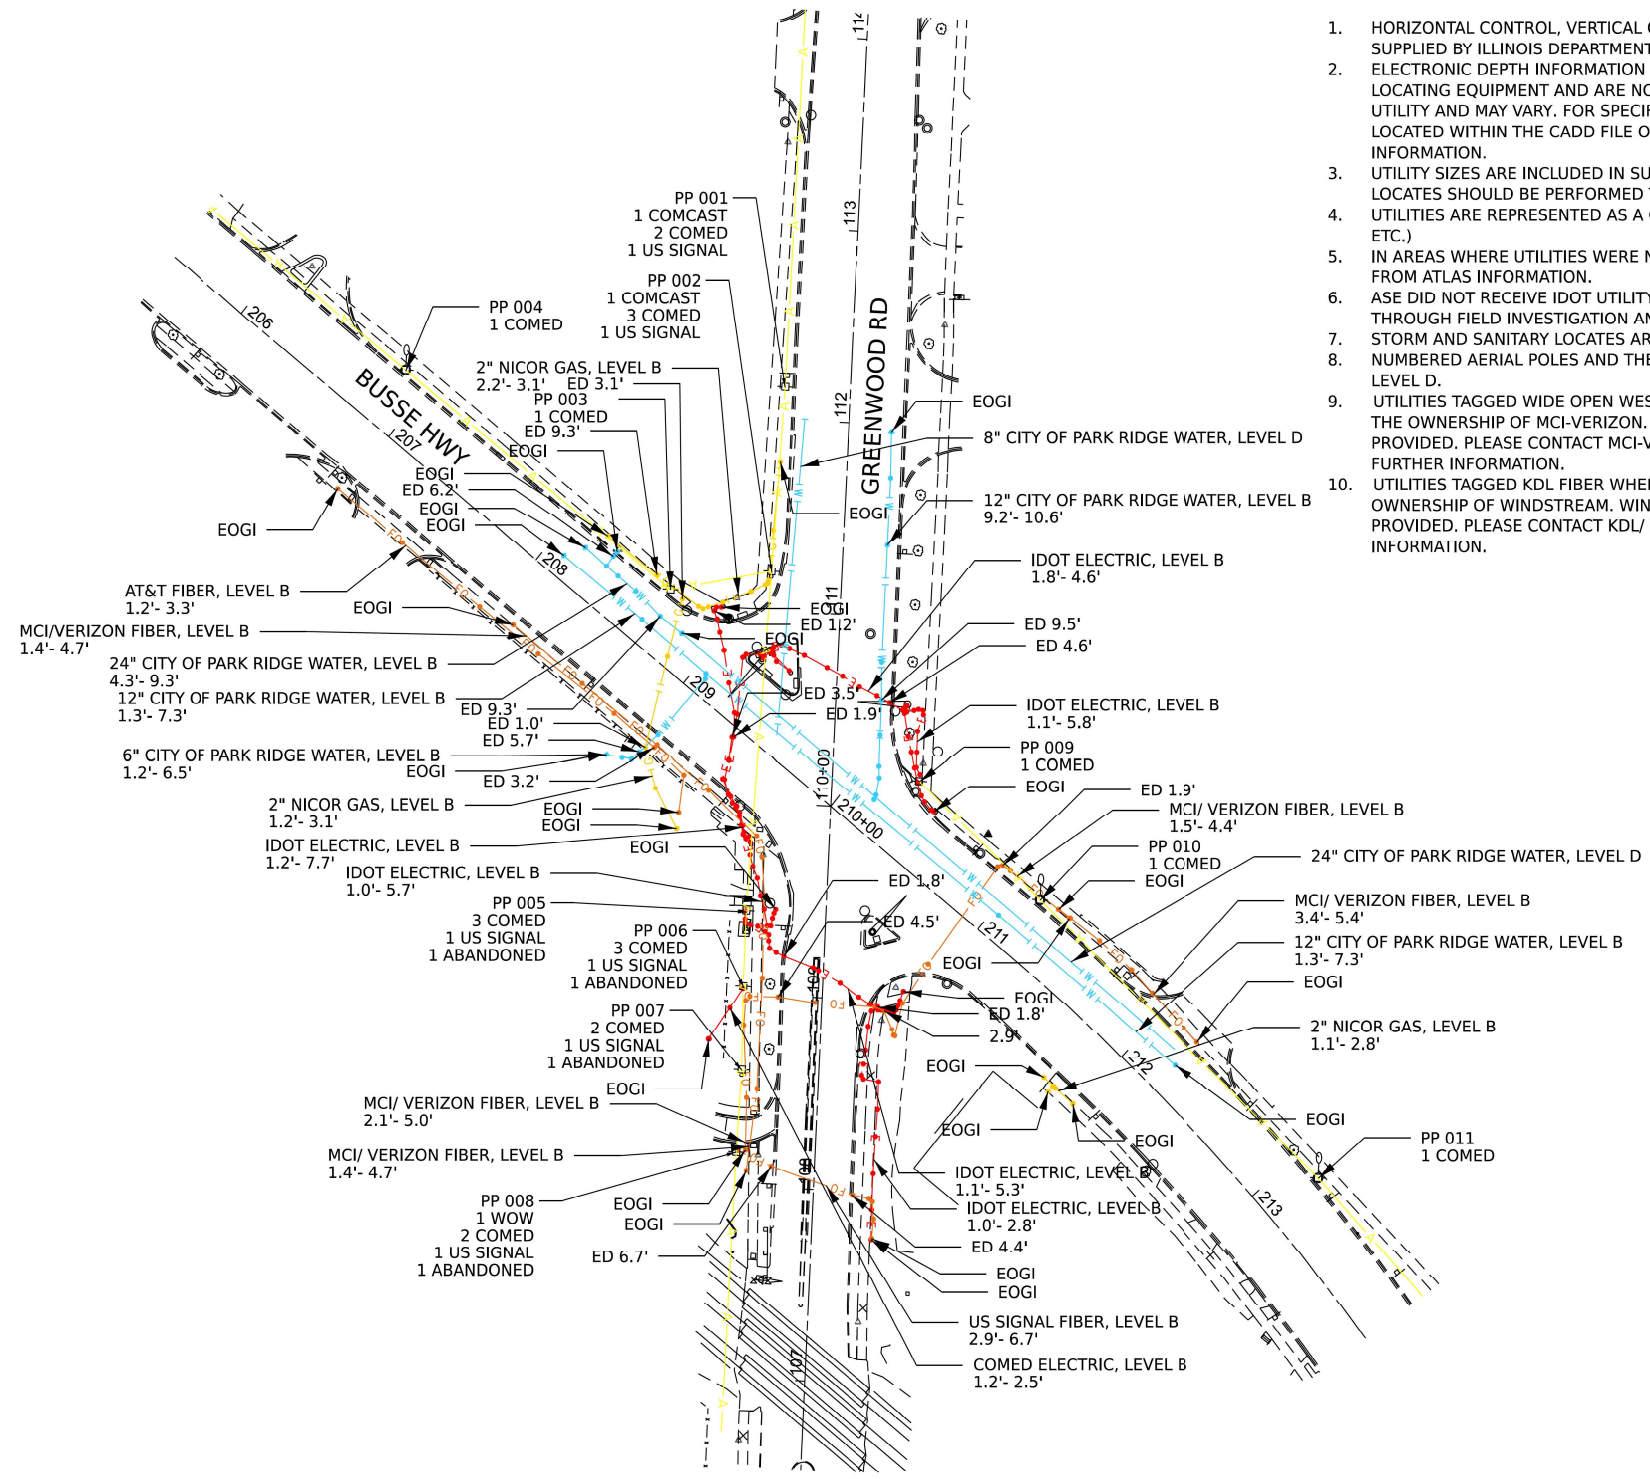 1. HORIZONTAL CONTROL, VERTICAL
SUPPLIED BY ILLINOIS DEPARTMENT
2. ELECTRONIC DEPTH INFORMATION
LOCATING EQUIPMENT AND ARE
UTILITY AND MAY VARY. FOR
LOCATED WITHIN THE CADD FILE
INFORMATION.
3. UTILITY SIZES ARE INCLUDED IN
LOCATES SHOULD BE PERFORMED
4. UTILITIES ARE REPRESENTED AS A
ETC.)
5. IN AREAS WHERE UTILITIES WERE
FROM ATLAS INFORMATION.
6. ASE DID NOT RECEIVE IDOT UTILITY
THROUGH FIELD INVESTIGATION
7. STORM AND SANITARY LOCATES
8. NUMBERED AERIAL POLES AND
LEVEL D.
9. UTILITIES TAGGED WIDE OPEN
THE OWNERSHIP OF MCI-VERIZON.
PROVIDED. PLEASE CONTACT
FURTHER INFORMATION.
10. UTILITIES TAGGED KDL FIBER
OWNERSHIP OF WINDSTREAM.
PROVIDED. PLEASE CONTACT KDL/
INFORMATION.
114
113
112
111
110+00
109
108
107
GREENWOOD RD
BUSSE HWY
206
207
208
209
210+00
211
212
213
PP 001
1 COMCAST
2 COMED
1 US SIGNAL
PP 002
1 COMCAST
3 COMED
1 US SIGNAL
PP 004
1 COMED
2" NICOR GAS, LEVEL B
2.2'- 3.1'
ED 3.1'
PP 003
1 COMED
ED 9.3'
EOGI
EOGI
ED 6.2'
EOGI
EOGI
EOGI
AT&T FIBER, LEVEL B
1.2'- 3.3'
EOGI
MCI/VERIZON FIBER, LEVEL B
1.4'- 4.7'
24" CITY OF PARK RIDGE WATER, LEVEL B
4.3'- 9.3'
12" CITY OF PARK RIDGE WATER, LEVEL B
1.3'- 7.3'
ED 9.3'
ED 1.0'
ED 5.7'
6" CITY OF PARK RIDGE WATER, LEVEL B
1.2'- 6.5'
EOGI
ED 3.2'
2" NICOR GAS, LEVEL B
1.2'- 3.1'
EOGI
EOGI
IDOT ELECTRIC, LEVEL B
1.2'- 7.7'
EOGI
IDOT ELECTRIC, LEVEL B
1.0'- 5.7'
PP 005
3 COMED
1 US SIGNAL
1 ABANDONED
PP 006
3 COMED
1 US SIGNAL
1 ABANDONED
PP 007
2 COMED
1 US SIGNAL
1 ABANDONED
EOGI
MCI/ VERIZON FIBER, LEVEL B
2.1'- 5.0'
MCI/ VERIZON FIBER, LEVEL B
1.4'- 4.7'
PP 008
1 WOW
2 COMED
1 US SIGNAL
1 ABANDONED
EOGI
EOGI
ED 6.7'
EOGI
8" CITY OF PARK RIDGE WATER, LEVEL D
12" CITY OF PARK RIDGE WATER, LEVEL B
9.2'- 10.6'
EOGI
IDOT ELECTRIC, LEVEL B
1.8'- 4.6'
EOGI
ED 1.2'
EOGI
ED 9.5'
ED 4.6'
ED 3.5'
ED 1.9'
IDOT ELECTRIC, LEVEL B
1.1'- 5.8'
PP 009
1 COMED
EOGI
ED 1.9'
MCI/ VERIZON FIBER, LEVEL B
1.5'- 4.4'
PP 010
1 COMED
EOGI
24" CITY OF PARK RIDGE WATER, LEVEL D
MCI/ VERIZON FIBER, LEVEL B
3.4'- 5.4'
12" CITY OF PARK RIDGE WATER, LEVEL B
1.3'- 7.3'
EOGI
ED 1.8'
ED 4.5'
EOGI
EOGI
ED 1.8'
2.9'
2" NICOR GAS, LEVEL B
1.1'- 2.8'
EOGI
EOGI
EOGI
EOGI
PP 011
1 COMED
IDOT ELECTRIC, LEVEL B
1.1'- 5.3'
IDOT ELECTRIC, LEVEL B
1.0'- 2.8'
ED 4.4'
EOGI
EOGI
US SIGNAL FIBER, LEVEL B
2.9'- 6.7'
COMED ELECTRIC, LEVEL B
1.2'- 2.5'